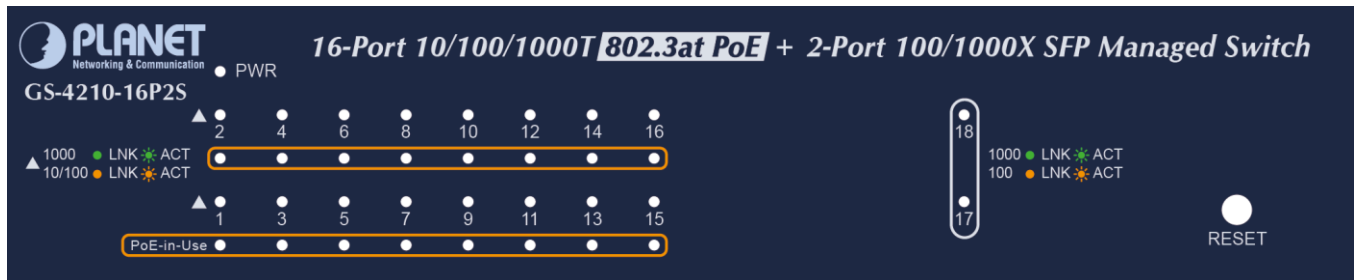 PLANET
Networking & Communication
16-Port 10/100/1000T 802.3at PoE + 2-Port 100/1000X SFP Managed Switch
PWR
GS-4210-16P2S
2 4 6 8 10 12 14 16
18
1000 LNK ACT
10/100 LNK ACT
1000 LNK ACT
100 LNK ACT
1 3 5 7 9 11 13 15
17
PoE-in-Use
RESET